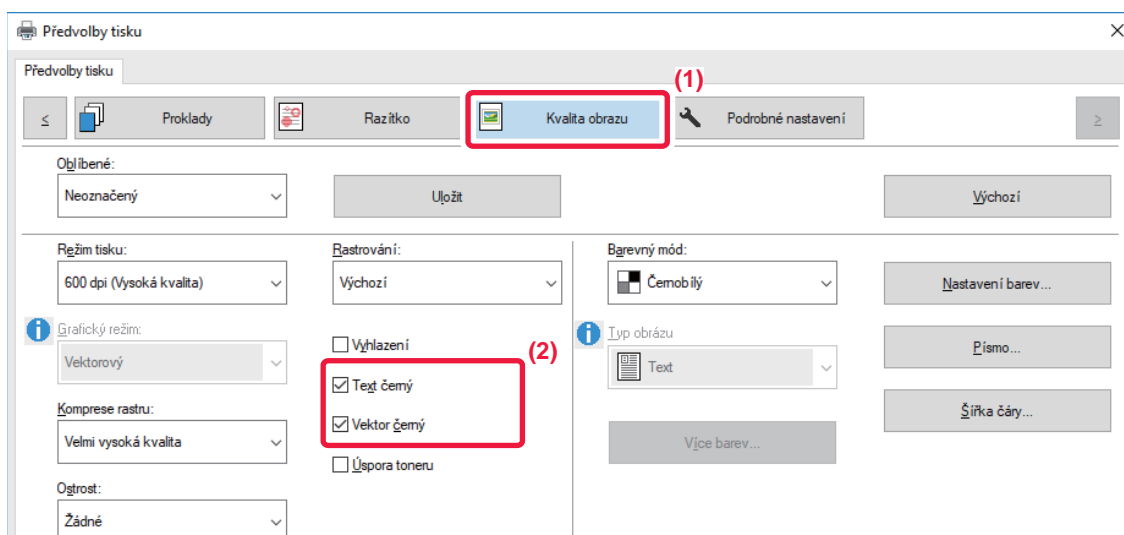 Předvolby tisku
Předvolby tisku
(1)
≤ Proklady Razítko Kvalita obrazu Podrobné nastavení ≥
Oblíbené:
Neoznačený Uložit Výchozí
Režim tisku: Rastrování: Barevný mód:
600 dpi (Vysoká kvalita) Výchozí Černobílý Nastavení barev...
Grafický režim: Vyhlazení (2) Typ obrázu Písmo...
Vektorový Text černý Text
Komprese rastru: Vektor černý Šířka čáry...
Velmi vysoká kvalita Úspora toneru Více barev...
Ostrost:
Žádné